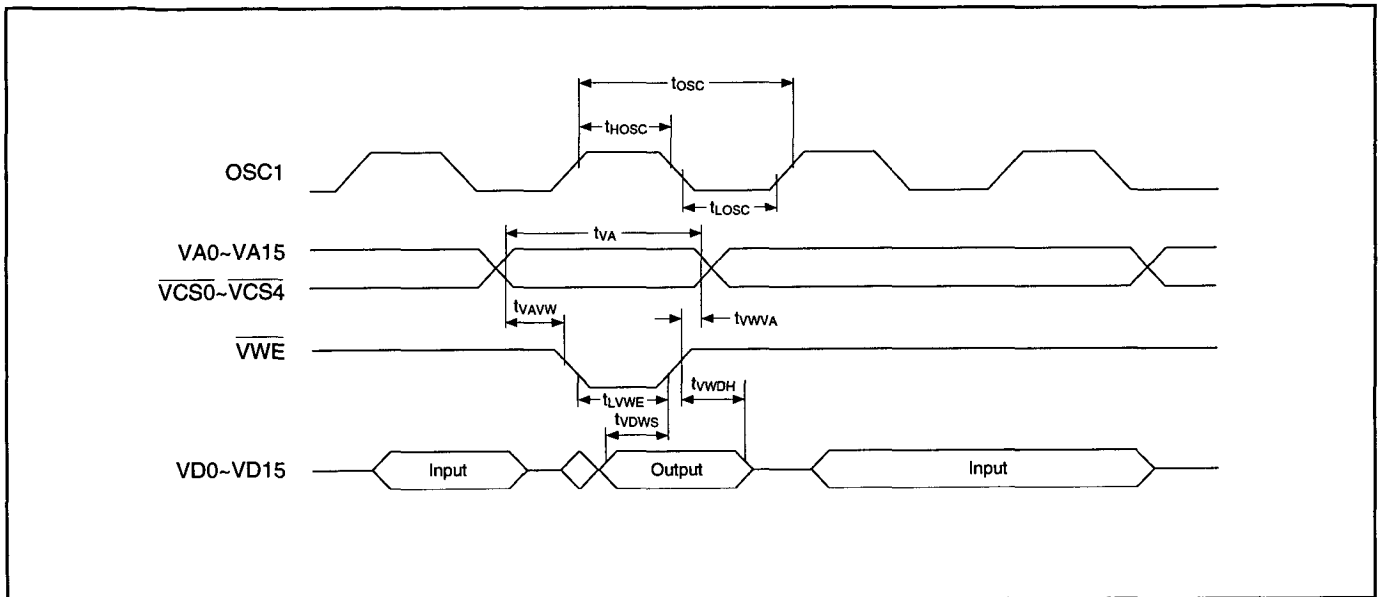 tOSC
tHOSC
OSC1
tLOSC
tVA
VA0~VA15
VCS0~VCS4
tVAVW
tVWVA
VWE
tVWDH
tLVWE
tVDWS
VD0~VD15
Input
Output
Input